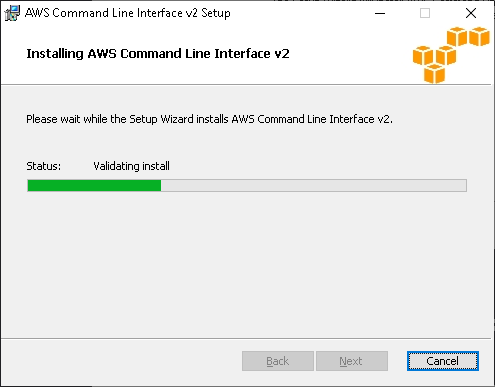 AWS Command Line Interface v2 Setup
Installing AWS Command Line Interface v2
Please wait while the Setup Wizard installs AWS Command Line Interface v2.
Status: Validating install
Back Next Cancel